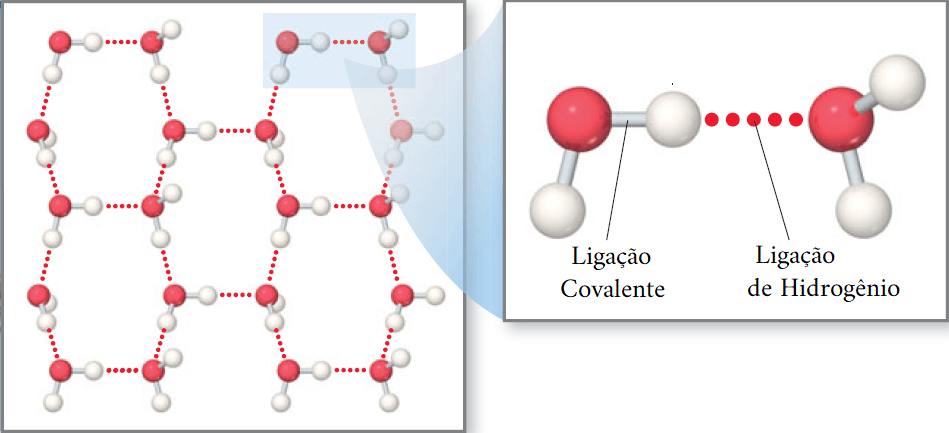 Ligação
Covalente
Ligação
de Hidrogênio